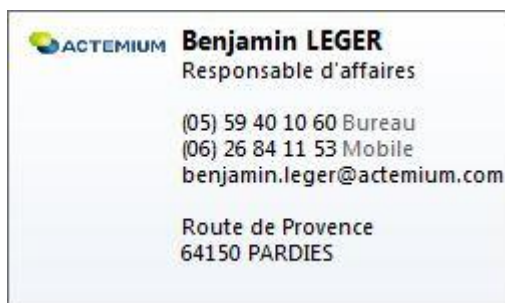 ACTEMIUM
Benjamin LEGER
Responsable d'affaires
(05) 59 40 10 60 Bureau
(06) 26 84 11 53 Mobile
benjamin.leger@actemium.com
Route de Provence
64150 PARDIES